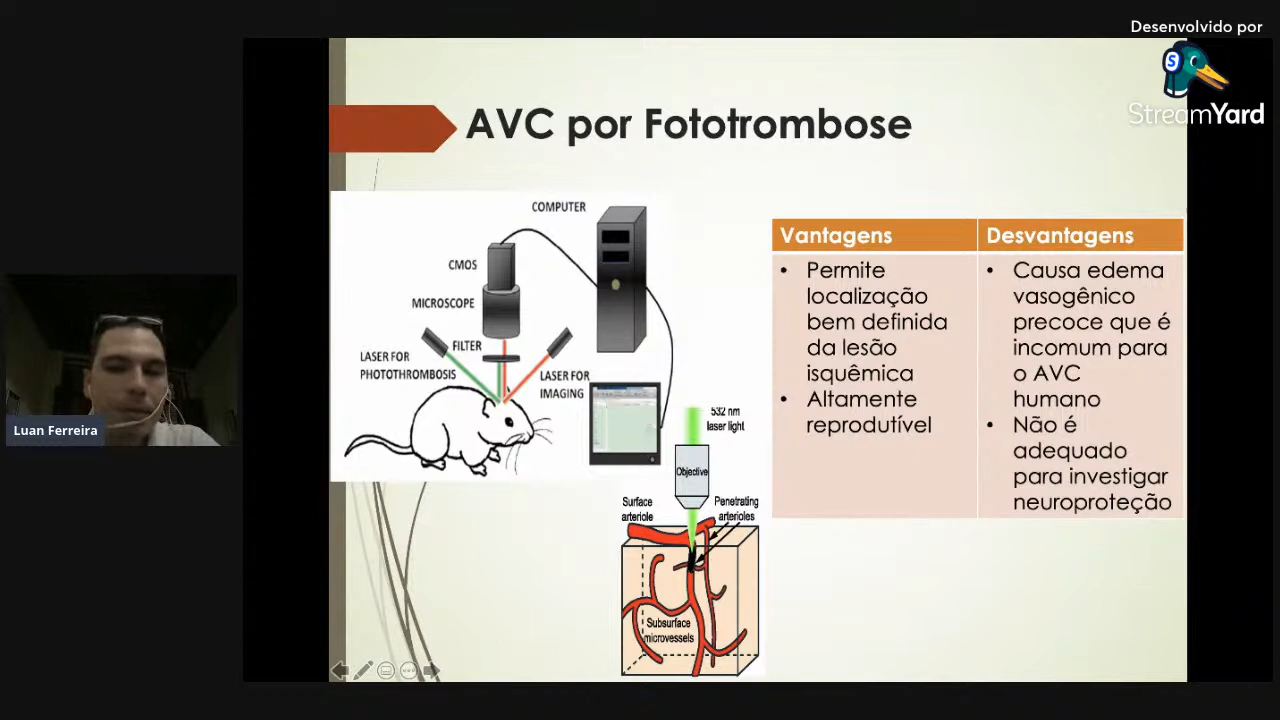 Desenvolvido por
StreamYard
S
AVC por Fototrombose
COMPUTER
CMOS
MICROSCOPE
FILTER
LASER FOR
PHOTOTHROMBOSIS
LASER FOR
IMAGING
532 nm
laser light
Objective
Surface
arteriole
Penetrating
arterioles
Subsurface
microvessels
Vantagens
• Permite
localização
bem definida
da lesão
isquêmica
• Altamente
reprodutível
Desvantagens
• Causa edema
vasogênico
precoce que é
incomum para
o AVC
humano
• Não é
adequado
para investigar
neuroproteção
Luan Ferreira